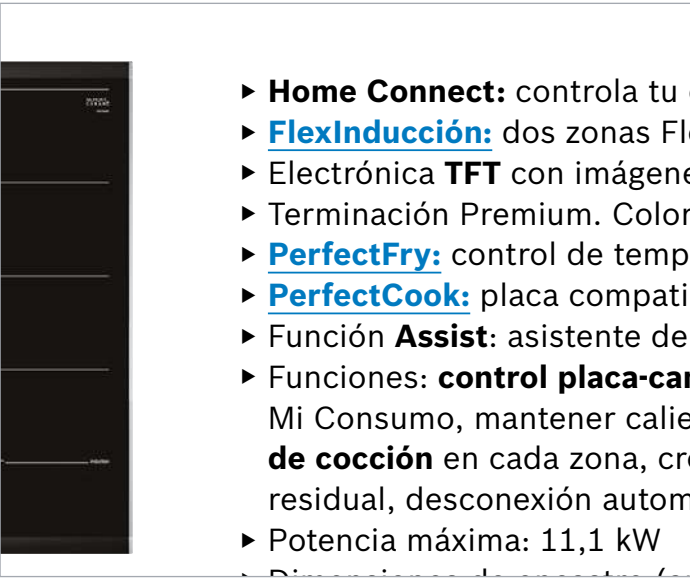 ▸ Home Connect: controla tu
▸ FlexInducción: dos zonas Fl
▸ Electrónica TFT con imágene
▸ Terminación Premium. Color
▸ PerfectFry: control de temp
▸ PerfectCook: placa compati
▸ Función Assist: asistente de
▸ Funciones: control placa-ca
Mi Consumo, mantener calie
de cocción en cada zona, cr
residual, desconexión autom
▸ Potencia máxima: 11,1 kW